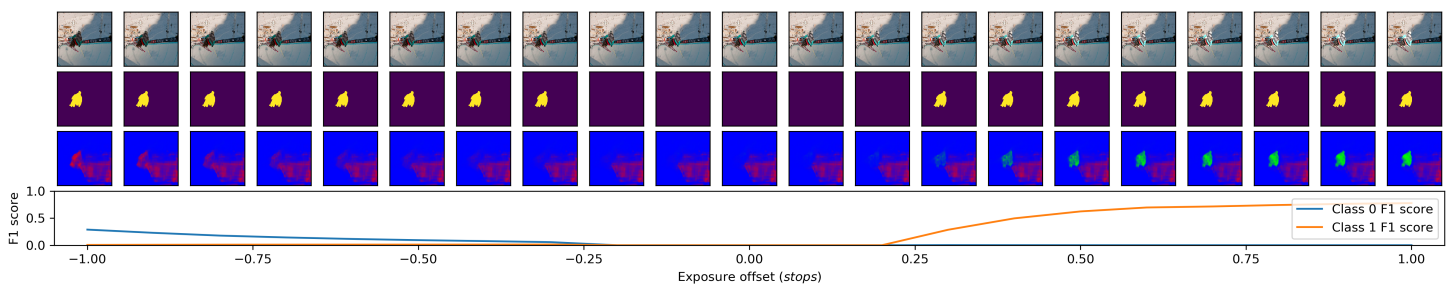 1.0
0.5
0.0
F1 score
Class 0 F1 score
Class 1 F1 score
−1.00 −0.75 −0.50 −0.25 0.00 0.25 0.50 0.75 1.00
Exposure offset (stops)